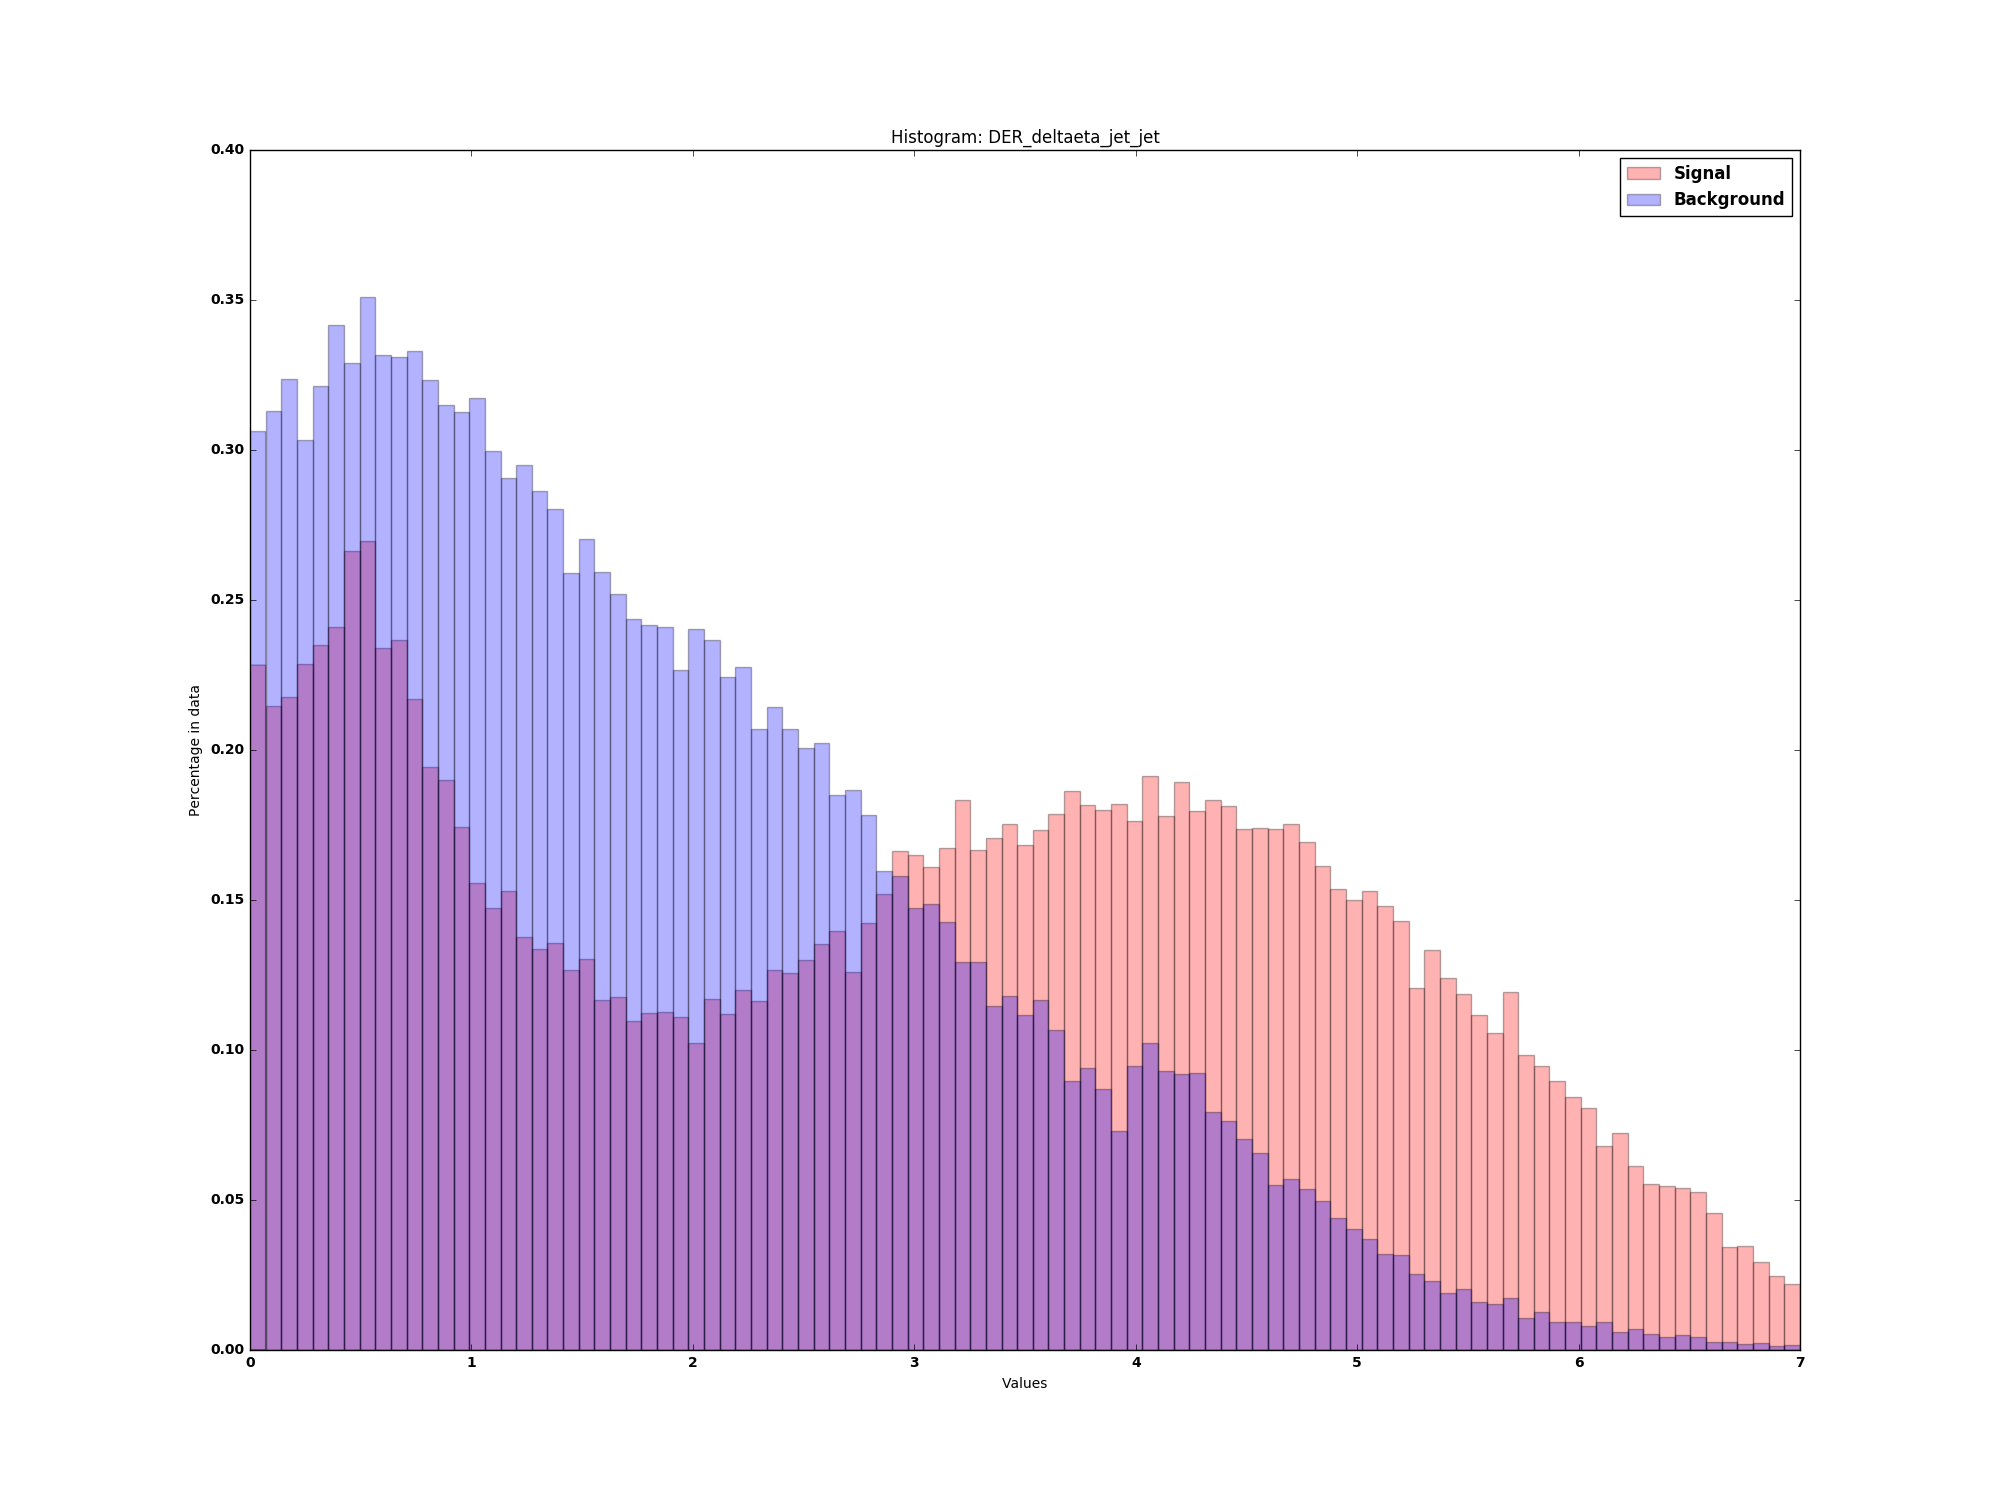 Histogram: DER_deltaeta_jet_jet
Signal
Background
0.40
0.35
0.30
0.25
0.20
0.15
0.10
0.05
0.00
Percentage in data
0 1 2 3 4 5 6 7
Values